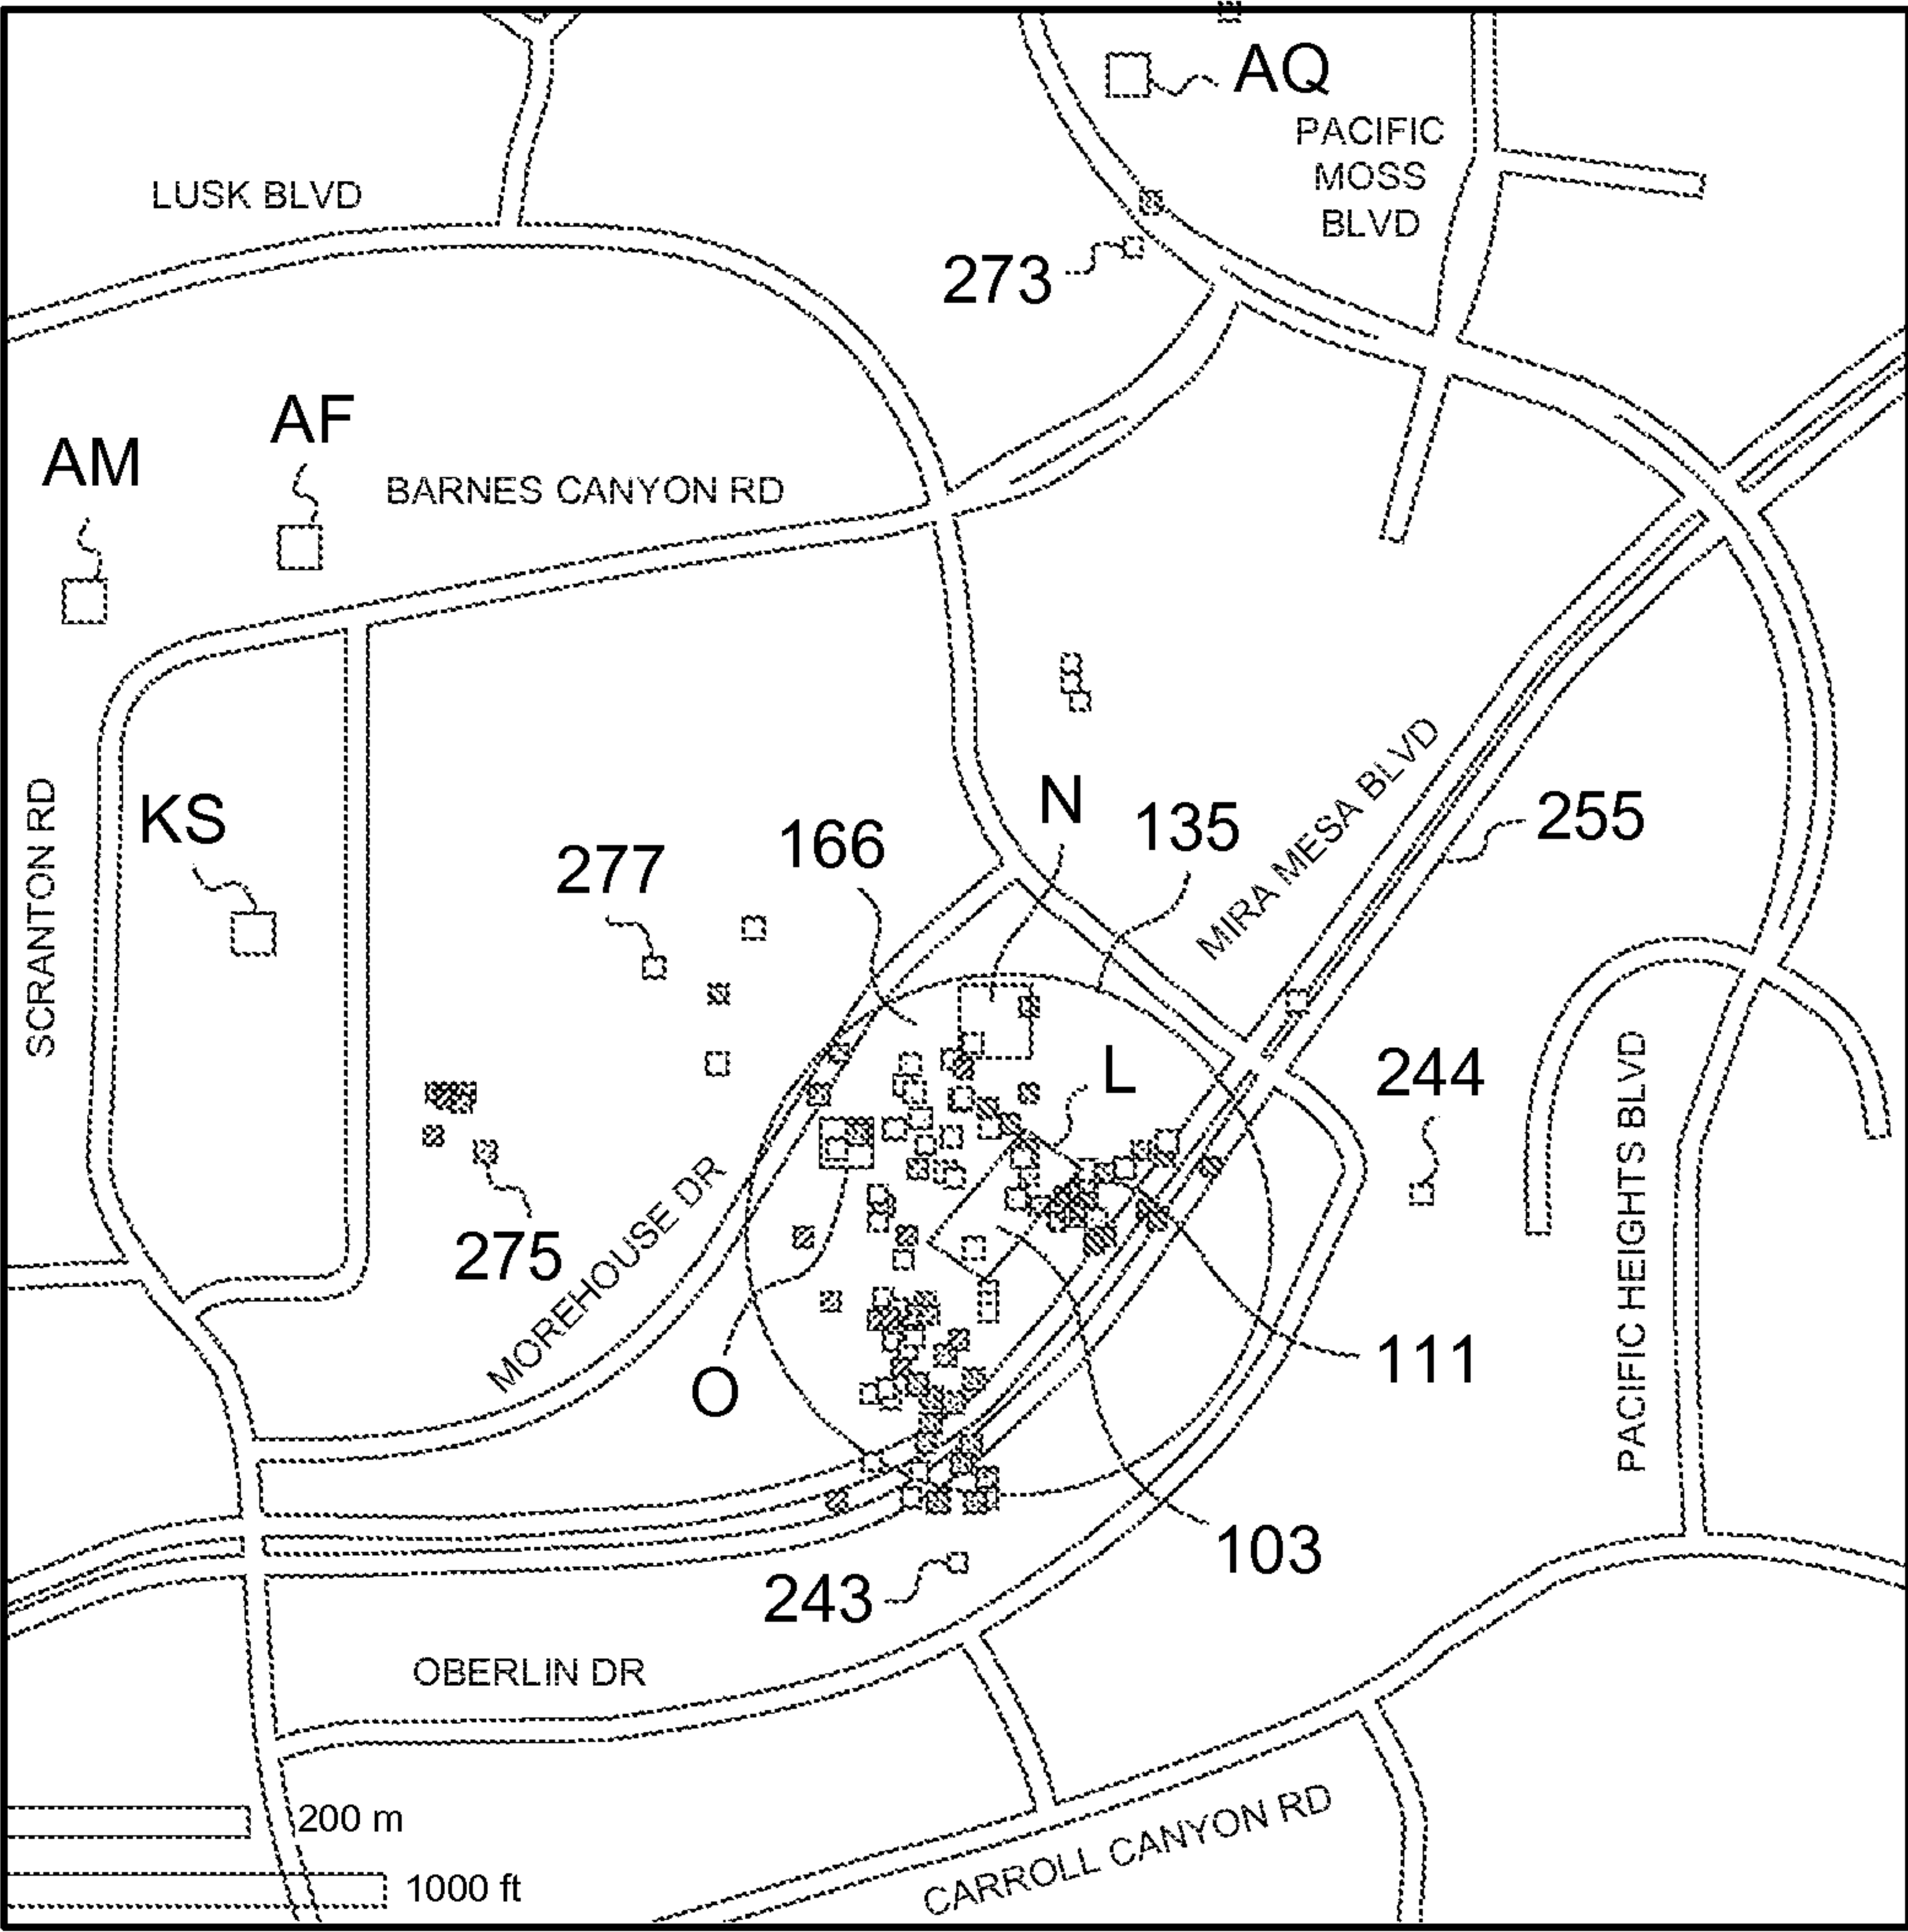 AQ
PACIFIC
MOSS
BLVD
LUSK BLVD
273
AF
AM
BARNES CANYON RD
MIRA MESA BLVD
N
135
255
KS
166
277
SCRANTON RD
L
244
PACIFIC HEIGHTS BLVD
275
MOREHOUSE DR
111
O
103
243
OBERLIN DR
200 m
CARROLL CANYON RD
1000 ft